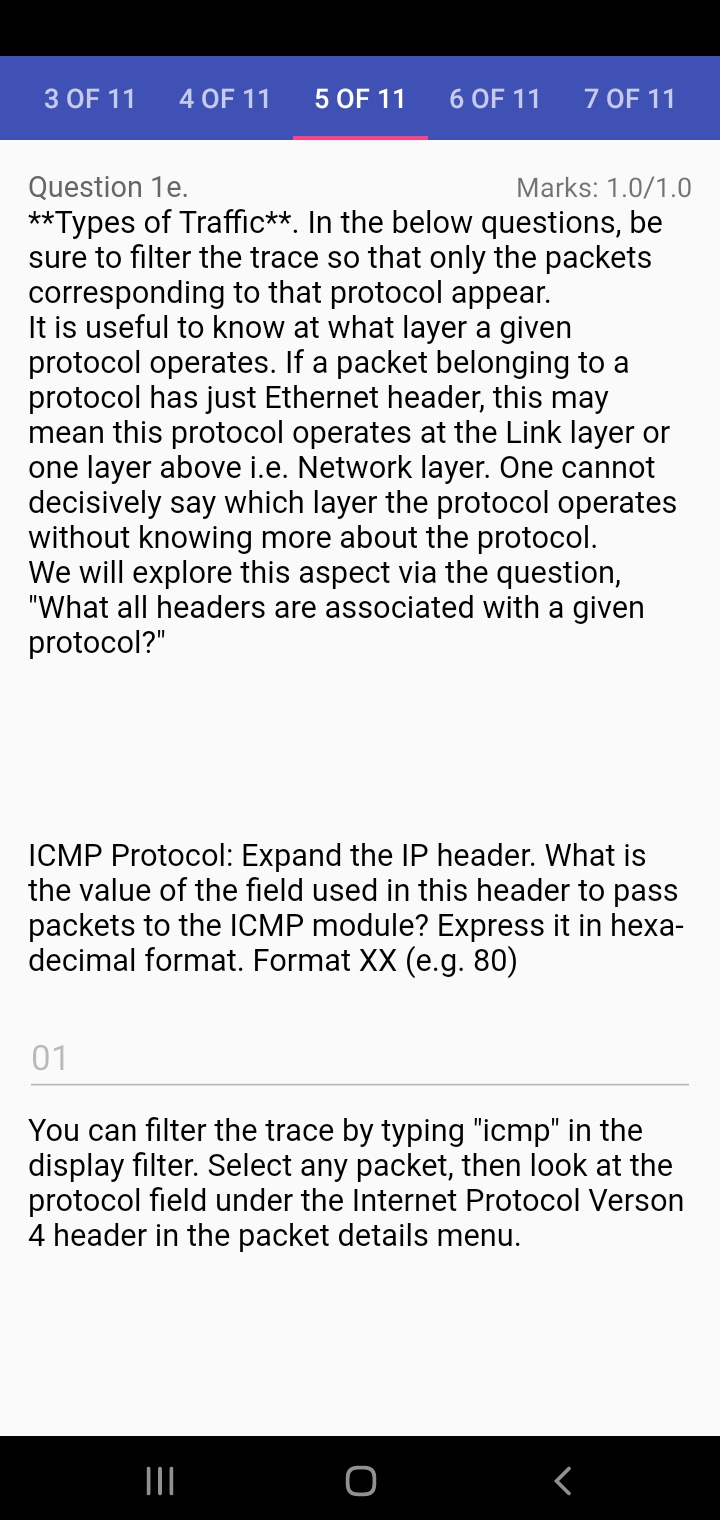 3 OF 11 4 OF 11 5 OF 11 6 OF 11 7 OF 11
Question 1e. Marks: 1.0/1.0
**Types of Traffic**. In the below questions, be
sure to filter the trace so that only the packets
corresponding to that protocol appear.
It is useful to know at what layer a given
protocol operates. If a packet belonging to a
protocol has just Ethernet header, this may
mean this protocol operates at the Link layer or
one layer above i.e. Network layer. One cannot
decisively say which layer the protocol operates
without knowing more about the protocol.
We will explore this aspect via the question,
"What all headers are associated with a given
protocol?"
ICMP Protocol: Expand the IP header. What is
the value of the field used in this header to pass
packets to the ICMP module? Express it in hexa-
decimal format. Format XX (e.g. 80)
01
You can filter the trace by typing "icmp" in the
display filter. Select any packet, then look at the
protocol field under the Internet Protocol Verson
4 header in the packet details menu.